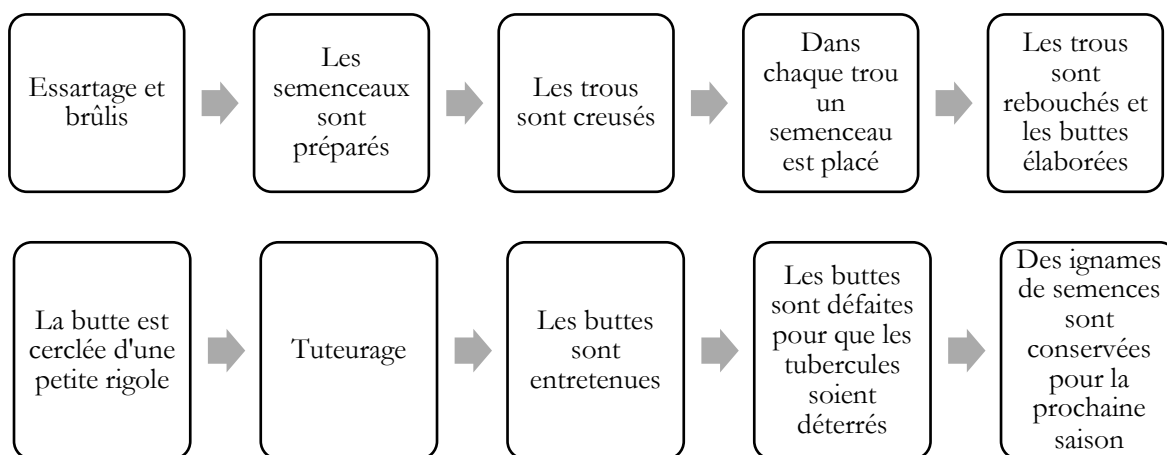 Essartage et
brûlis
Les
semenceaux
sont
préparés
Les trous
sont creusés
Dans
chaque trou
un
semenceau
est placé
Les trous
sont
rebouchés et
les buttes
élaborées
La butte est
cerclée d'une
petite rigole
Tuteurage
Les buttes
sont
entretenues
Les buttes
sont défaites
pour que les
tubercules
soient
déterrés
Des ignames
de semences
sont
conservées
pour la
prochaine
saison